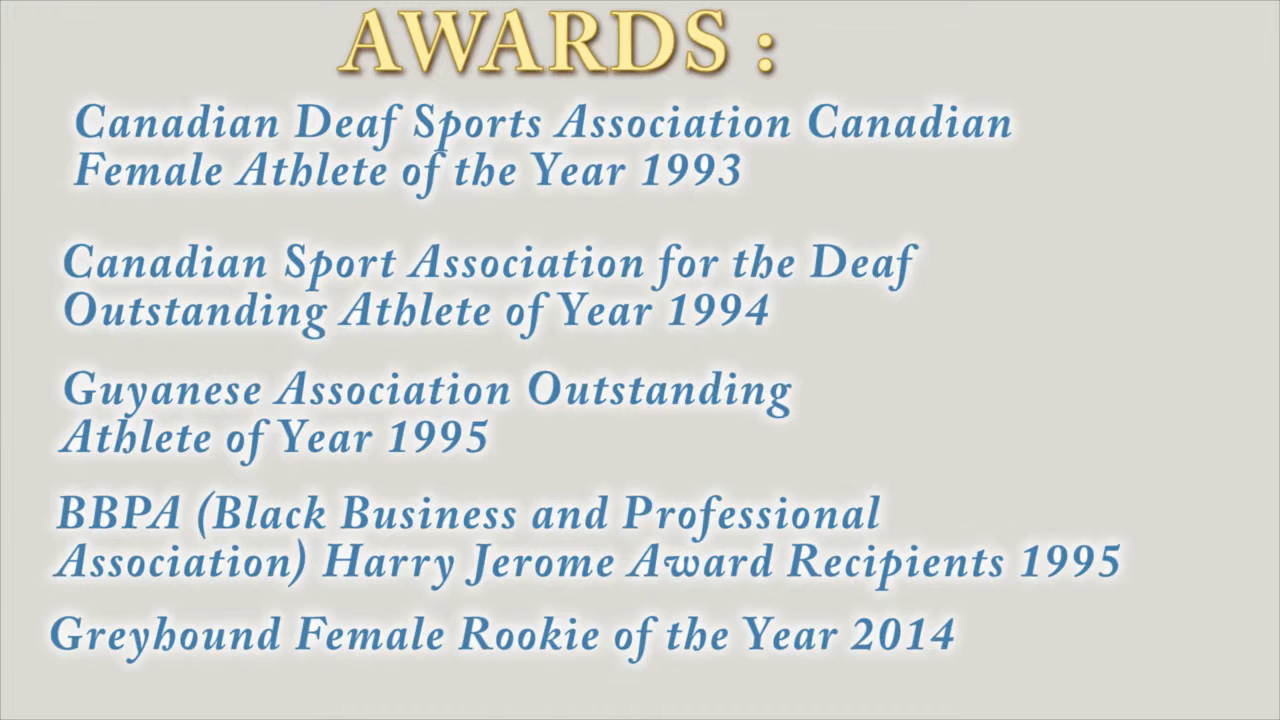 AWARDS :
Canadian Deaf Sports Association Canadian
Female Athlete of the Year 1993
Canadian Sport Association for the Deaf
Outstanding Athlete of Year 1994
Guyanese Association Outstanding
Athlete of Year 1995
BBPA (Black Business and Professional
Association) Harry Jerome Award Recipients 1995
Greyhound Female Rookie of the Year 2014